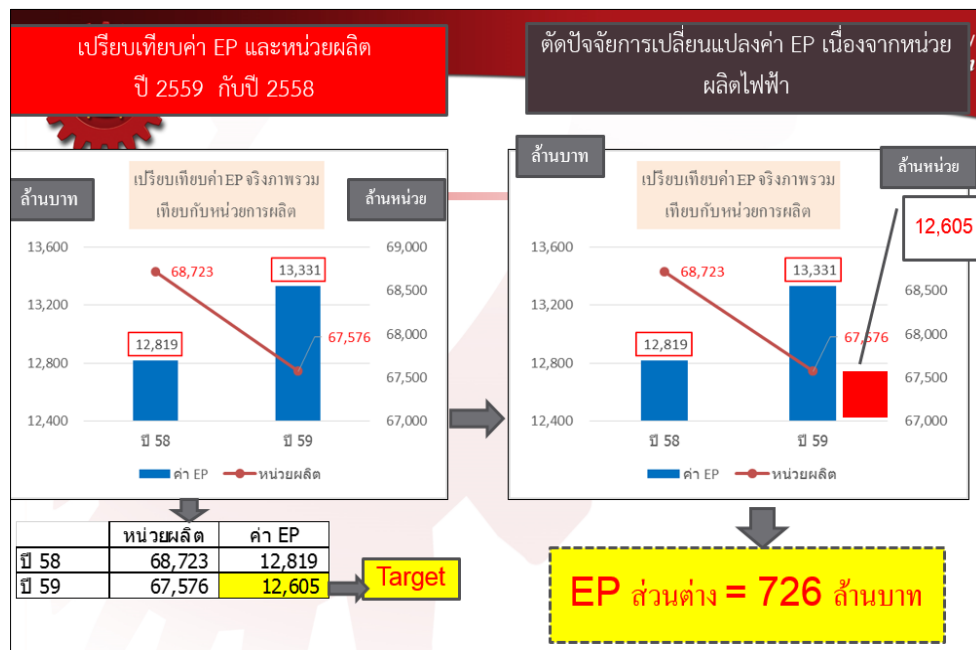 เปรียบเทียบค่า EP และหน่วยผลิต
ปี 2559 กับปี 2558
ตัดปัจจัยการเปลี่ยนแปลงค่า EP เนื่องจากหน่วย
ผลิตไฟฟ้า
ล้านบาท
เปรียบเทียบค่า EP จริงภาพรวม
เทียบกับหน่วยการผลิต
ล้านหน่วย
13,600
13,200
12,800
12,400
69,000
68,500
68,000
67,500
67,000
68,723
13,331
12,819
67,576
ปี 58
ปี 59
ค่า EP
หน่วยผลิต
ล้านบาท
เปรียบเทียบค่า EP จริงภาพรวม
เทียบกับหน่วยการผลิต
ล้านหน่วย
12,605
13,600
13,200
12,800
12,400
68,500
68,000
67,500
67,000
68,723
13,331
12,819
67,576
ปี 58
ปี 59
ค่า EP
หน่วยผลิต
หน่วยผลิต ค่า EP
ปี 58 68,723 12,819
ปี 59 67,576 12,605
Target
EP ส่วนต่าง = 726 ล้านบาท